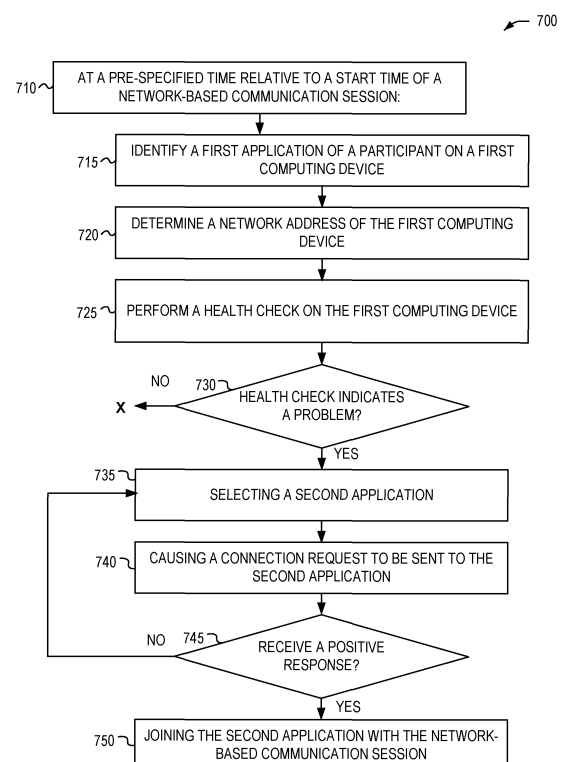 700
710
AT A PRE-SPECIFIED TIME RELATIVE TO A START TIME OF A
NETWORK-BASED COMMUNICATION SESSION:
715
IDENTIFY A FIRST APPLICATION OF A PARTICIPANT ON A FIRST
COMPUTING DEVICE
720
DETERMINE A NETWORK ADDRESS OF THE FIRST COMPUTING
DEVICE
725
PERFORM A HEALTH CHECK ON THE FIRST COMPUTING DEVICE
730
HEALTH CHECK INDICATES
A PROBLEM?
NO
X
YES
735
SELECTING A SECOND APPLICATION
740
CAUSING A CONNECTION REQUEST TO BE SENT TO THE
SECOND APPLICATION
745
RECEIVE A POSITIVE
RESPONSE?
NO
YES
750
JOINING THE SECOND APPLICATION WITH THE NETWORK-
BASED COMMUNICATION SESSION